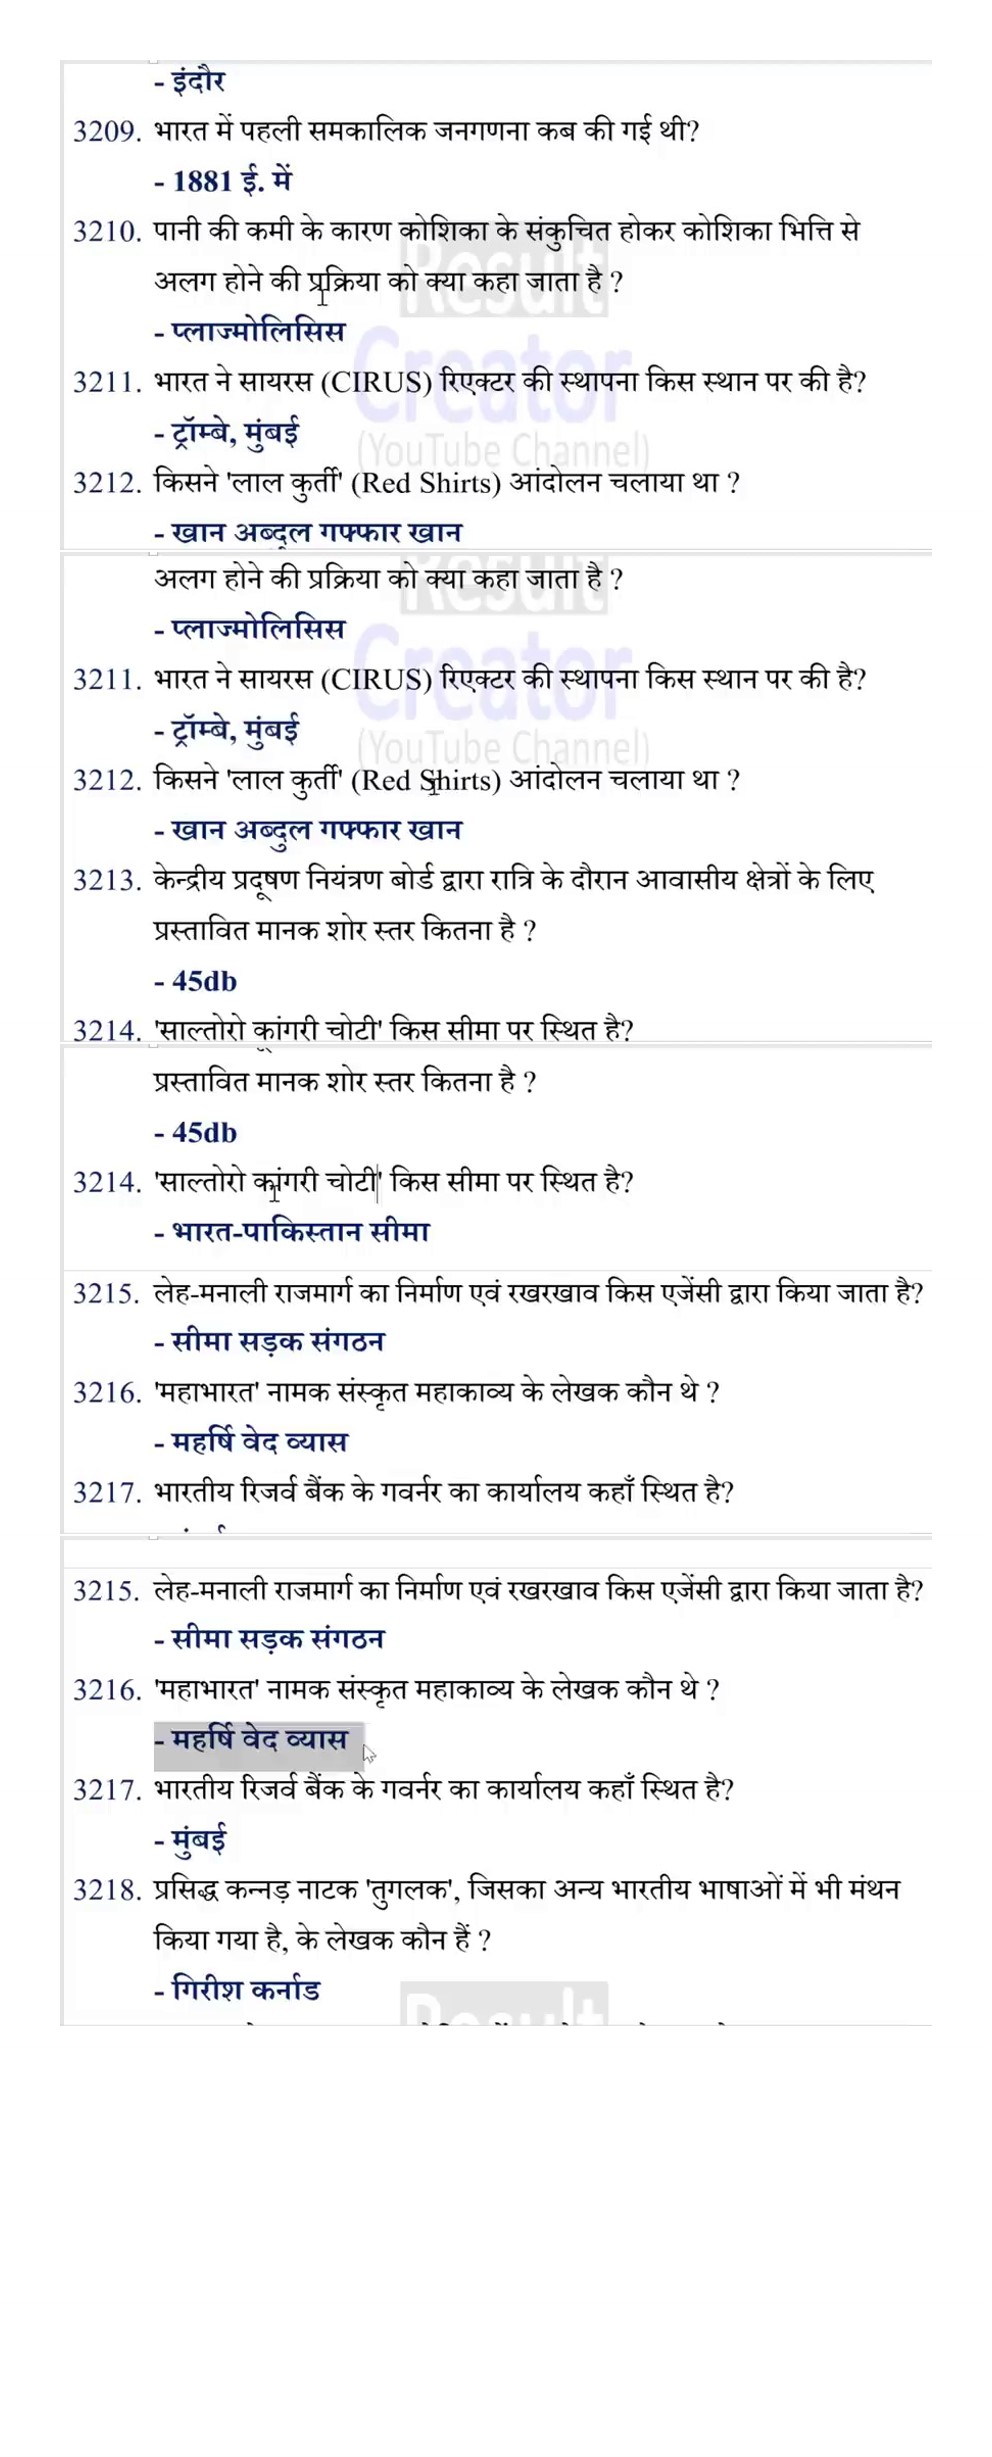 - इंदौर
3209. भारत में पहली समकालिक जनगणना कब की गई थी?
- 1881 ई. में
3210. पानी की कमी के कारण कोशिका के संकुचित होकर कोशिका भित्ति से
अलग होने की प्रक्रिया को क्या कहा जाता है ?
- प्लाज्मोलिसिस
3211. भारत ने सायरस (CIRUS) रिएक्टर की स्थापना किस स्थान पर की है?
- ट्रॉम्बे, मुंबई
3212. किसने 'लाल कुर्ती' (Red Shirts) आंदोलन चलाया था ?
- खान अब्दुल गफ्फार खान
Result
Creator
(YouTube Channel)
अलग होने की प्रक्रिया को क्या कहा जाता है ?
- प्लाज्मोलिसिस
3211. भारत ने सायरस (CIRUS) रिएक्टर की स्थापना किस स्थान पर की है?
- ट्रॉम्बे, मुंबई
3212. किसने 'लाल कुर्ती' (Red Shirts) आंदोलन चलाया था ?
- खान अब्दुल गफ्फार खान
3213. केन्द्रीय प्रदूषण नियंत्रण बोर्ड द्वारा रात्रि के दौरान आवासीय क्षेत्रों के लिए
प्रस्तावित मानक शोर स्तर कितना है ?
- 45db
3214. 'साल्तोरो कांगरी चोटी' किस सीमा पर स्थित है?
Result
Creator
(YouTube Channel)
प्रस्तावित मानक शोर स्तर कितना है ?
- 45db
3214. 'साल्तोरो कांगरी चोटी' किस सीमा पर स्थित है?
- भारत-पाकिस्तान सीमा
3215. लेह-मनाली राजमार्ग का निर्माण एवं रखरखाव किस एजेंसी द्वारा किया जाता है?
- सीमा सड़क संगठन
3216. 'महाभारत' नामक संस्कृत महाकाव्य के लेखक कौन थे ?
- महर्षि वेद व्यास
3217. भारतीय रिजर्व बैंक के गवर्नर का कार्यालय कहाँ स्थित है?
3215. लेह-मनाली राजमार्ग का निर्माण एवं रखरखाव किस एजेंसी द्वारा किया जाता है?
- सीमा सड़क संगठन
3216. 'महाभारत' नामक संस्कृत महाकाव्य के लेखक कौन थे ?
- महर्षि वेद व्यास
3217. भारतीय रिजर्व बैंक के गवर्नर का कार्यालय कहाँ स्थित है?
- मुंबई
3218. प्रसिद्ध कन्नड़ नाटक 'तुगलक', जिसका अन्य भारतीय भाषाओं में भी मंथन
किया गया है, के लेखक कौन हैं ?
- गिरीश कर्नाड
Result